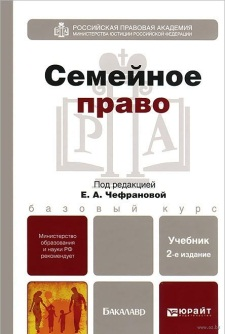 РОССИЙСКАЯ ПРАВОВАЯ АКАДЕМИЯ
МИНИСТЕРСТВА ЮСТИЦИИ РОССИЙСКОЙ ФЕДЕРАЦИИ
Семейное
право
РПА
Под редакцией
Е. А. Чефрановой
базовый курс
Министерство
образования
и науки РФ
рекомендует
Учебник
2-е издание
БАКАЛАВР
юрайт